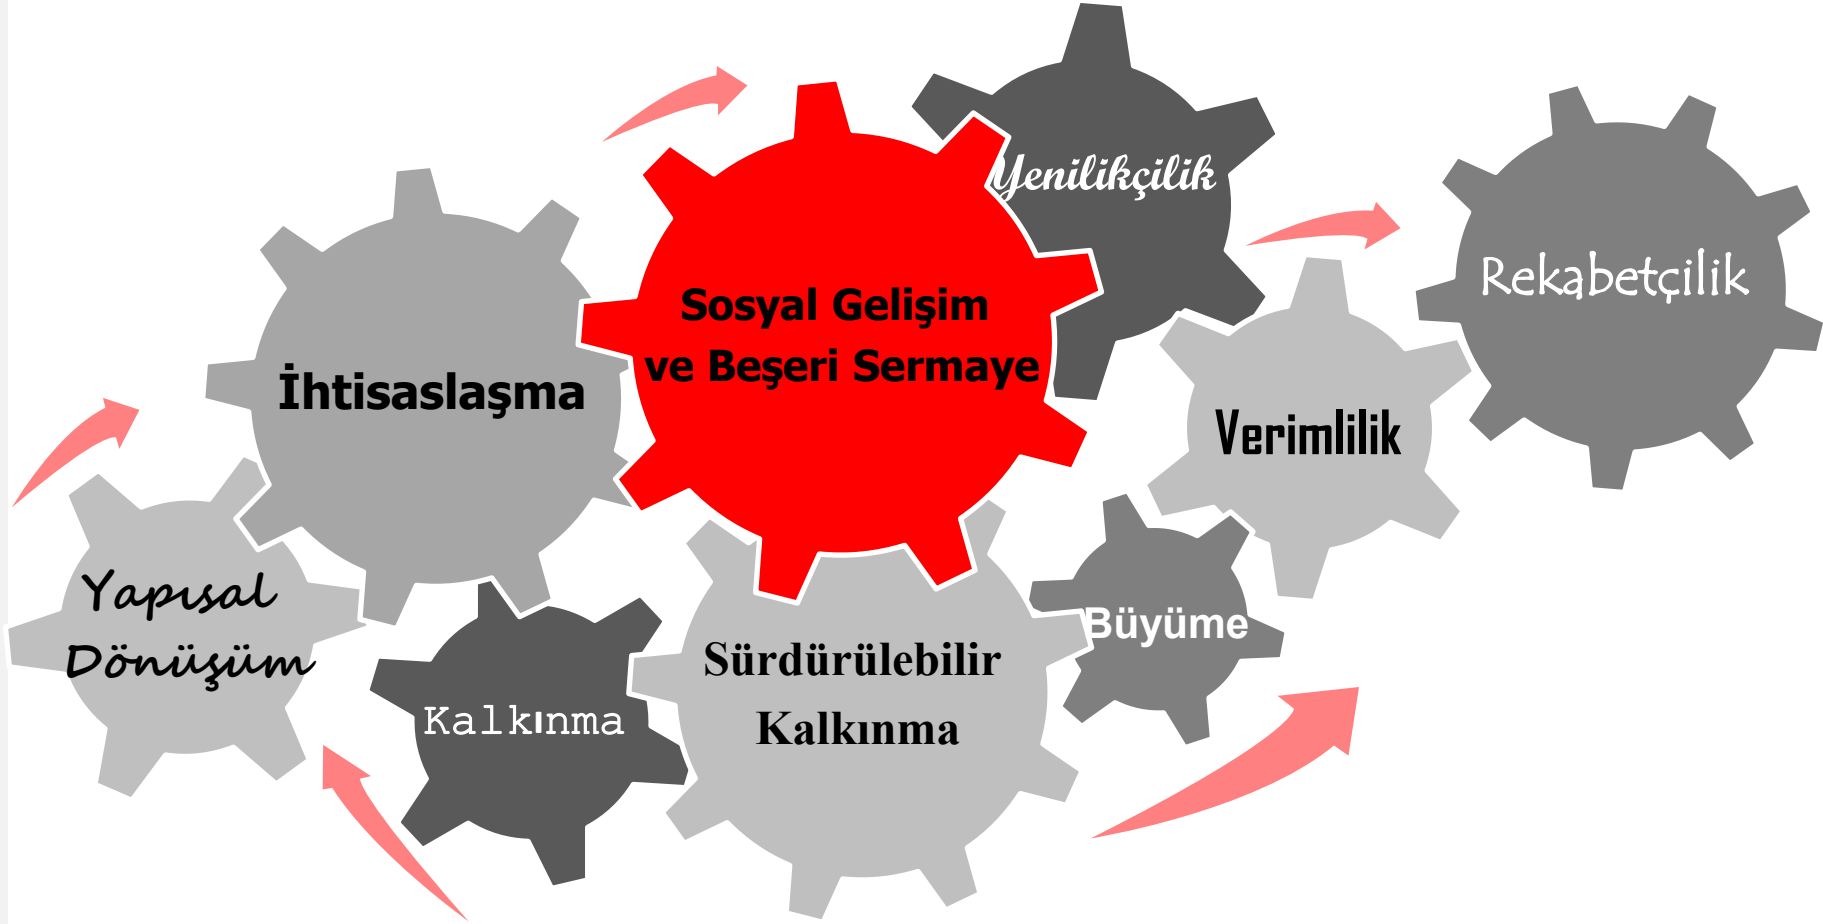 Yenilikçilik
Rekabetçilik
Sosyal Gelişim
ve Beşeri Sermaye
İhtisaslaşma
Verimlilik
Yapısal
Dönüşüm
Büyüme
Kalkınma
Sürdürülebilir
Kalkınma